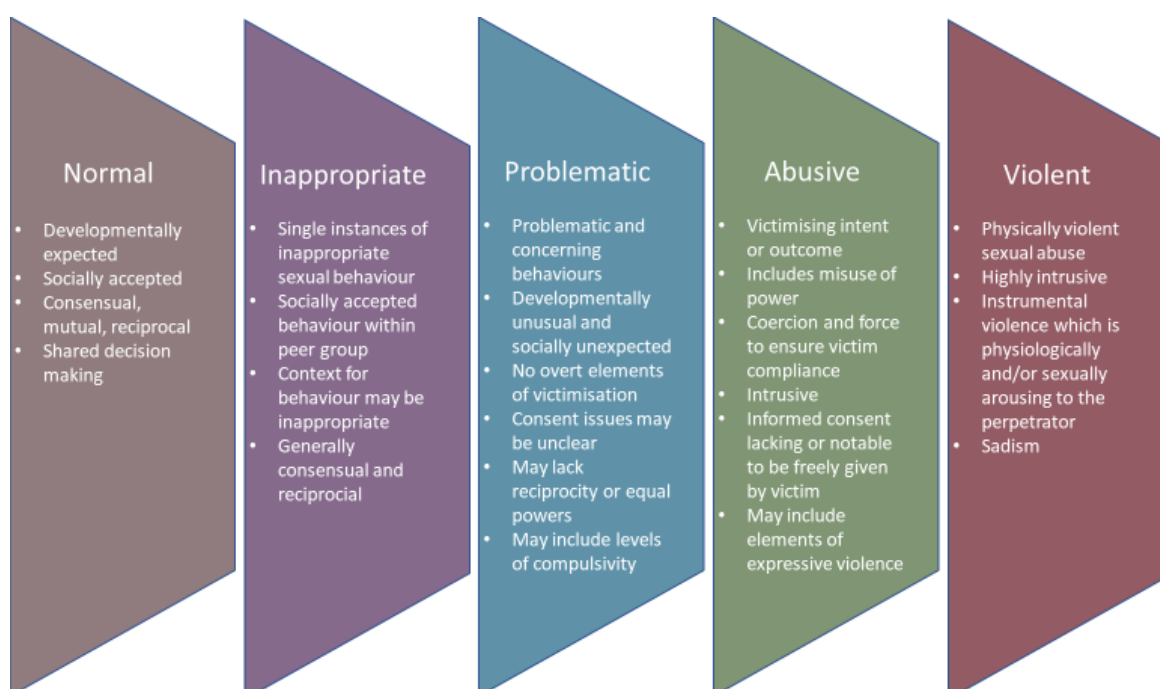 Normal
• Developmentally
expected
• Socially accepted
• Consensual,
mutual, reciprocal
• Shared decision
making
Inappropriate
• Single instances of
inappropriate
sexual behaviour
• Socially accepted
behaviour within
peer group
• Context for
behaviour may be
inappropriate
• Generally
consensual and
reciprocial
Problematic
• Problematic and
concerning
behaviours
• Developmentally
unusual and
socially unexpected
• No overt elements
of victimisation
• Consent issues may
be unclear
• May lack
reciprocity or equal
powers
• May include levels
of compulsivity
Abusive
• Victimising intent
or outcome
• Includes misuse of
power
• Coercion and force
to ensure victim
compliance
• Intrusive
• Informed consent
lacking or notable
to be freely given
by victim
• May include
elements of
expressive violence
Violent
• Physically violent
sexual abuse
• Highly intrusive
• Instrumental
violence which is
physiologically
and/or sexually
arousing to the
perpetrator
• Sadism